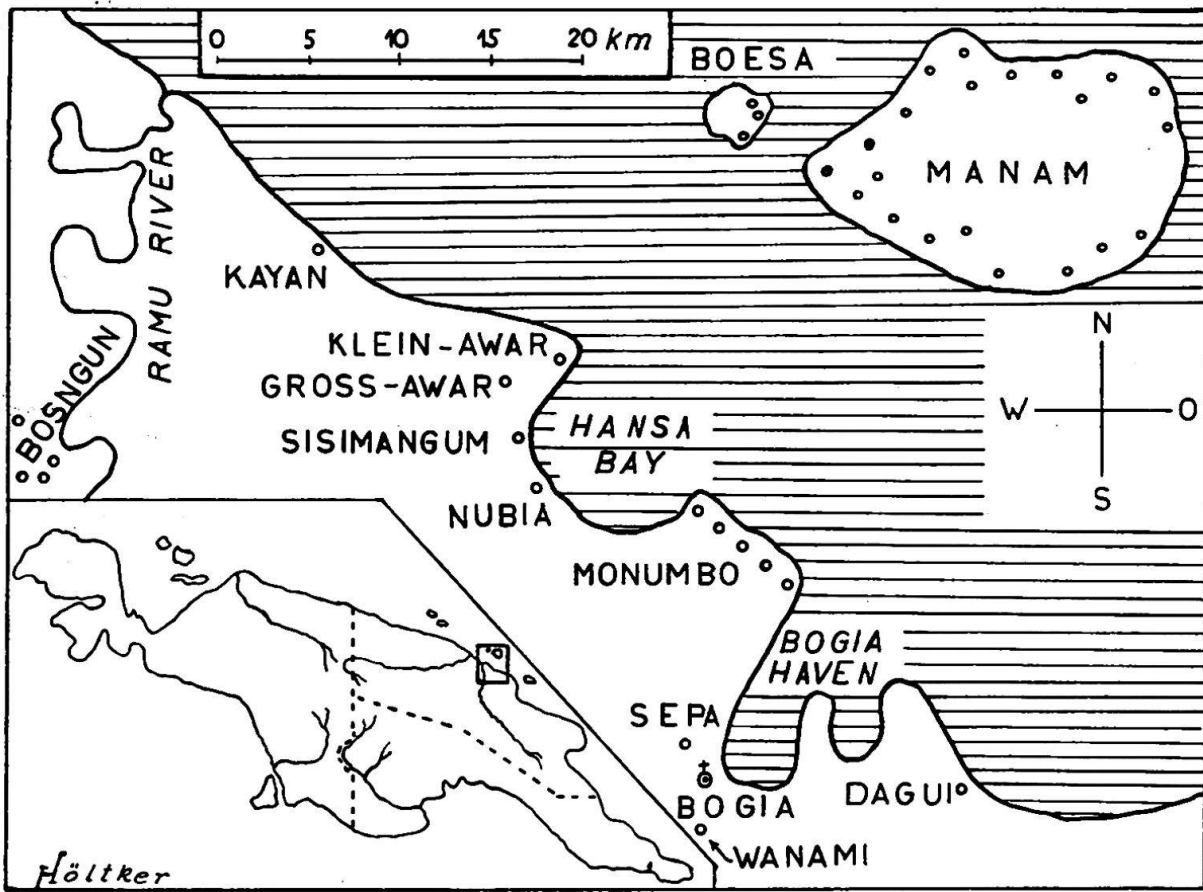 0 5 10 15 20 km
BOESA
MANAM
RAMU RIVER
KAYAN
KLEIN-AWAR
GROSS-AWAR
BOSNGUN
SISIMANGUM
HANSA
BAY
NUBIA
N
W O
S
MONUMBO
BOGIA
HAVEN
SEPA
BOGIA
DAGUI
WANAMI
Höltker